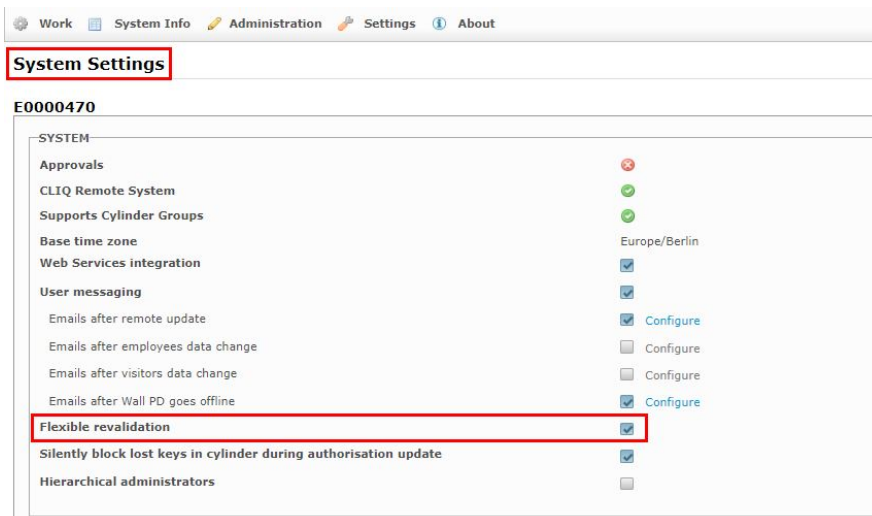 Work System Info Administration Settings About
System Settings
E0000470
SYSTEM
Approvals
CLIQ Remote System
Supports Cylinder Groups
Base time zone Europe/Berlin
Web Services integration
User messaging
Emails after remote update Configure
Emails after employees data change Configure
Emails after visitors data change Configure
Emails after Wall PD goes offline Configure
Flexible revalidation
Silently block lost keys in cylinder during authorisation update
Hierarchical administrators